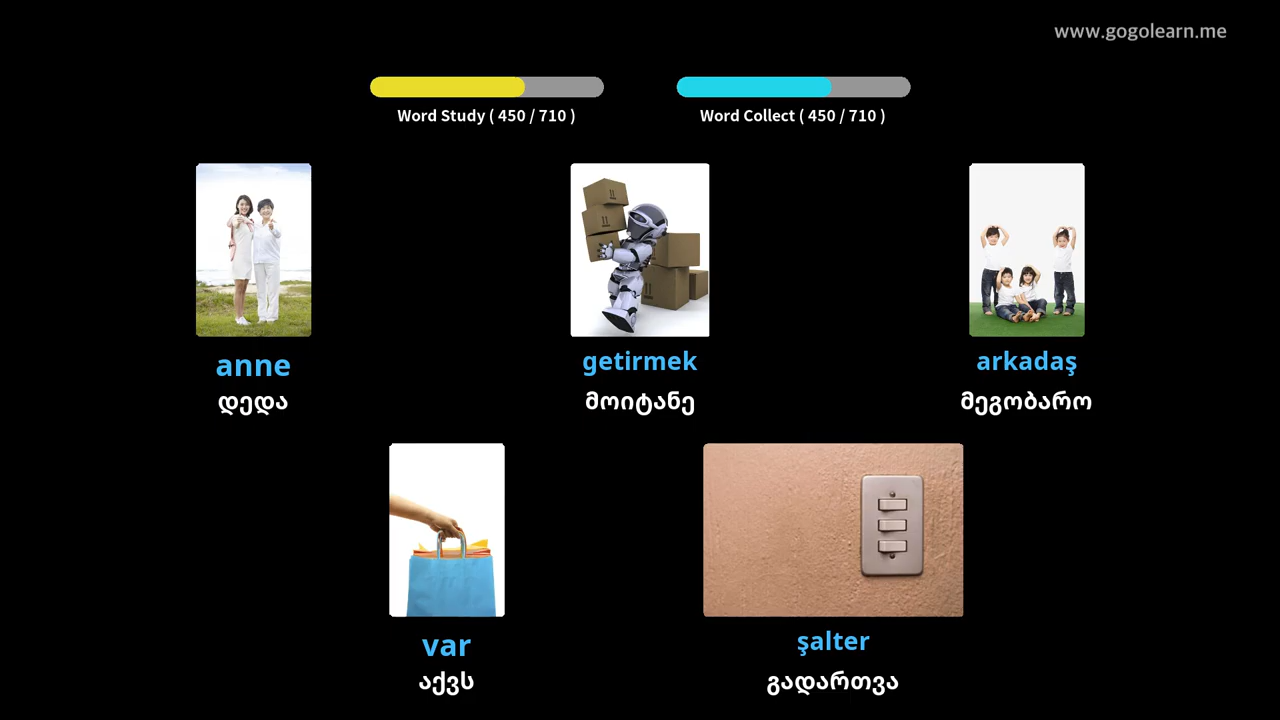 www.gogolearn.me
Word Study ( 450 / 710 )
Word Collect ( 450 / 710 )
anne
დედა
getirmek
მოიტანე
arkadaş
მეგობარო
var
აქვს
şalter
გადართვა